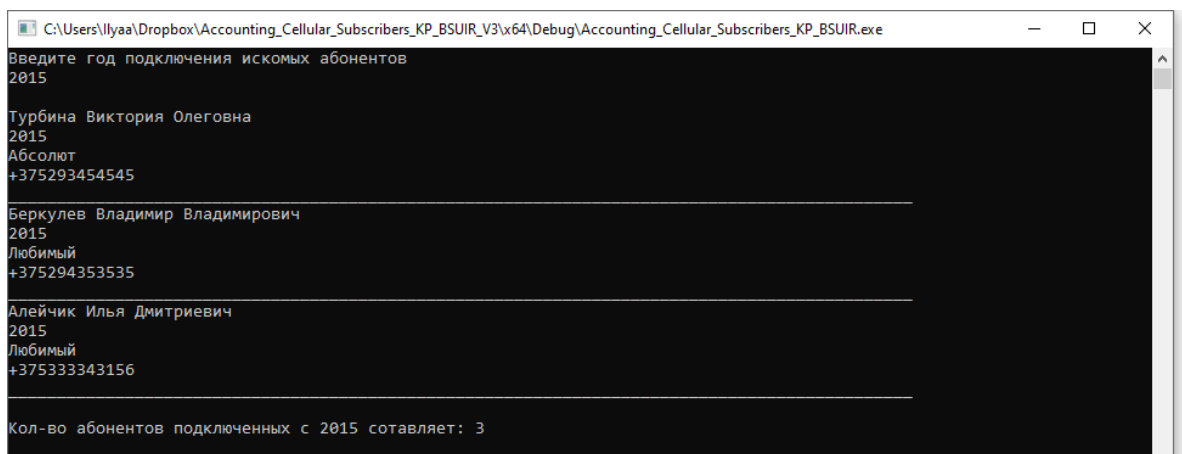 C:\Users\Ilyaa\Dropbox\Accounting_Cellular_Subscribers_KP_BSUIR_V3\x64\Debug\Accounting_Cellular_Subscribers_KP_BSUIR.exe
Введите год подключения искомых абонентов
2015
Турбина Виктория Олеговна
2015
Абсолют
+375293454545
Беркулев Владимир Владимирович
2015
Любимый
+375294353535
Алейчик Илья Дмитриевич
2015
Любимый
+375333343156
Кол-во абонентов подключенных с 2015 сотавляет: 3